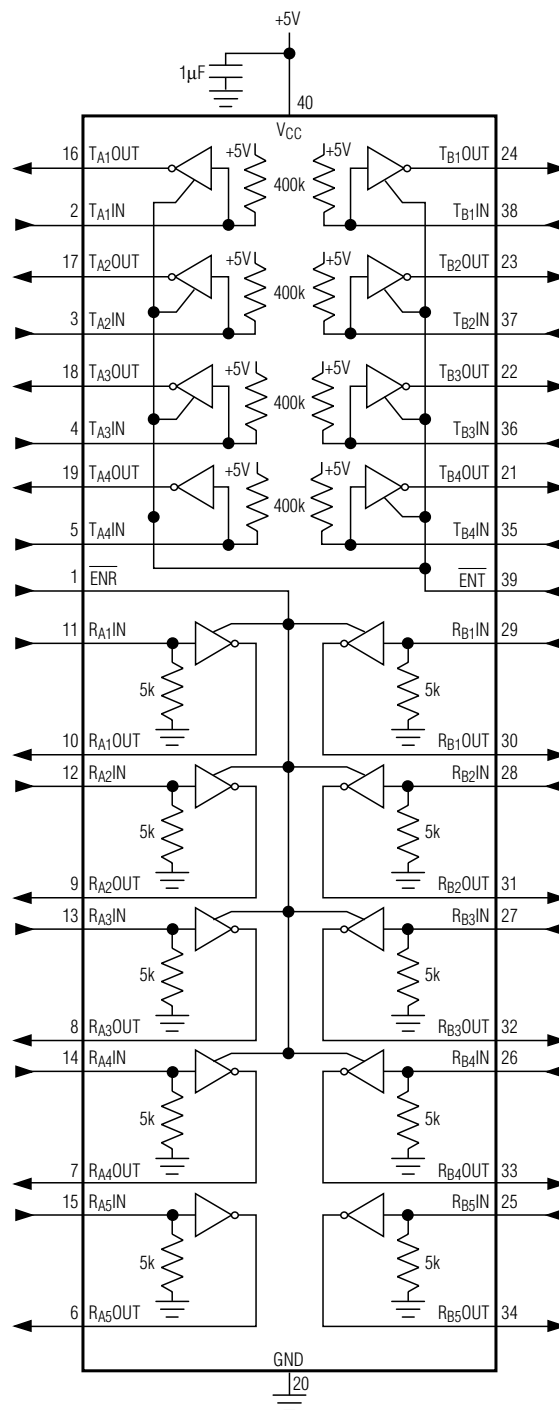 +5V
1µF
40
VCC
16 TA1OUT +5V +5V TB1OUT 24
400k
2 TA1IN TB1IN 38
17 TA2OUT +5V +5V TB2OUT 23
400k
3 TA2IN TB2IN 37
18 TA3OUT +5V +5V TB3OUT 22
400k
4 TA3IN TB3IN 36
19 TA4OUT +5V +5V TB4OUT 21
400k
5 TA4IN TB4IN 35
1 ENR ENT 39
11 RA1IN RB1IN 29
5k 5k
10 RA1OUT RB1OUT 30
12 RA2IN RB2IN 28
5k 5k
9 RA2OUT RB2OUT 31
13 RA3IN RB3IN 27
5k 5k
8 RA3OUT RB3OUT 32
14 RA4IN RB4IN 26
5k 5k
7 RA4OUT RB4OUT 33
15 RA5IN RB5IN 25
5k 5k
6 RA5OUT RB5OUT 34
GND
20